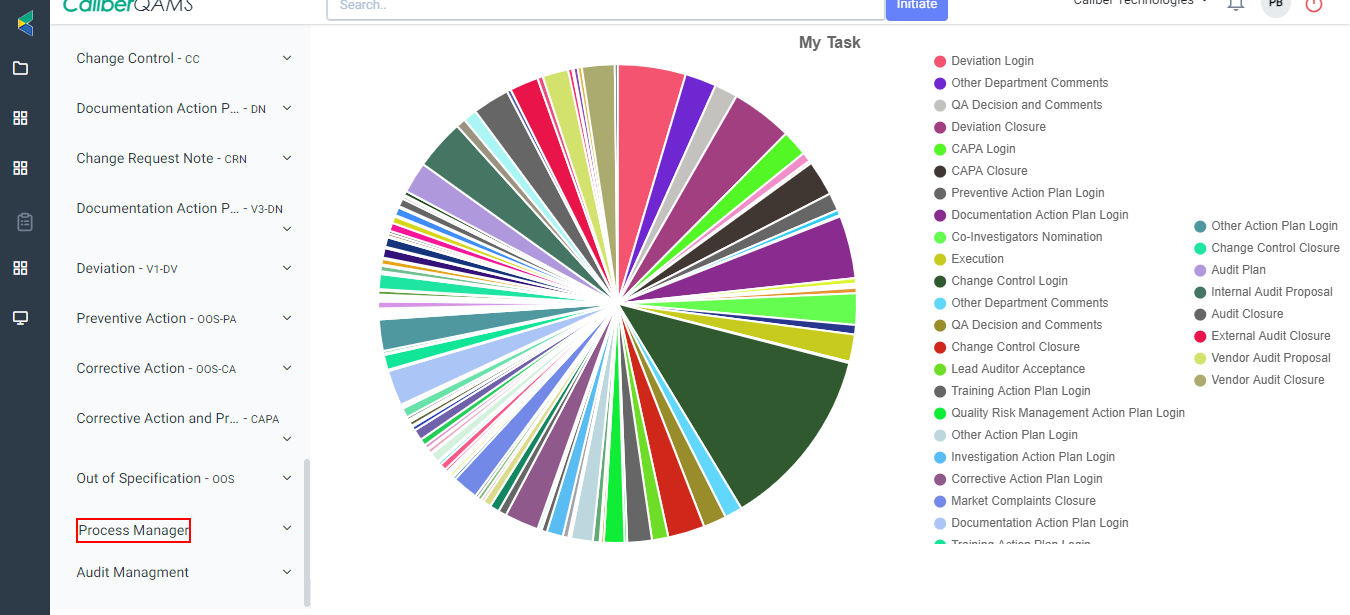 CaliberQAMS
Search..
Initiate
Caliber Technologies
PB
Change Control - CC
Documentation Action P... - DN
Change Request Note - CRN
Documentation Action P... - V3-DN
Deviation - V1-DV
Preventive Action - OOS-PA
Corrective Action - OOS-CA
Corrective Action and Pr... - CAPA
Out of Specification - OOS
Process Manager
Audit Managment
My Task
Deviation Login
Other Department Comments
QA Decision and Comments
Deviation Closure
CAPA Login
CAPA Closure
Preventive Action Plan Login
Documentation Action Plan Login
Co-Investigators Nomination
Execution
Change Control Login
Other Department Comments
QA Decision and Comments
Change Control Closure
Lead Auditor Acceptance
Training Action Plan Login
Quality Risk Management Action Plan Login
Other Action Plan Login
Investigation Action Plan Login
Corrective Action Plan Login
Market Complaints Closure
Documentation Action Plan Login
Training Action Plan Login
Other Action Plan Login
Change Control Closure
Audit Plan
Internal Audit Proposal
Audit Closure
External Audit Closure
Vendor Audit Proposal
Vendor Audit Closure